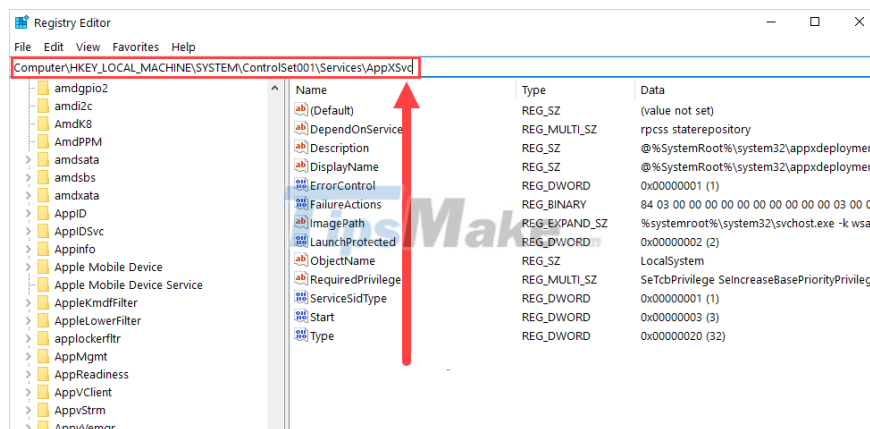 Registry Editor
File Edit View Favorites Help
Computer\HKEY_LOCAL_MACHINE\SYSTEM\ControlSet001\Services\AppXSvc
amdgpio2
amdi2c
AmdK8
AmdPPM
amdsata
amdsbs
amdxata
AppID
AppIDSvc
Appinfo
Apple Mobile Device
Apple Mobile Device Service
AppleKmdfFilter
AppleLowerFilter
applockerfltr
AppMgmt
AppReadiness
AppVClient
AppvStrm
AppvVemgr
Name Type Data
(Default) REG_SZ (value not set)
DependOnService REG_MULTI_SZ rpcss staterepository
Description REG_SZ @%SystemRoot%\system32\appxdeploymen
DisplayName REG_SZ @%SystemRoot%\system32\appxdeploymen
ErrorControl REG_DWORD 0x00000001 (1)
FailureActions REG_BINARY 84 03 00 00 00 00 00 00 00 00 00 00 03 00 0
ImagePath REG_EXPAND_SZ %systemroot%\system32\svchost.exe -k wsa
LaunchProtected REG_DWORD 0x00000002 (2)
ObjectName REG_SZ LocalSystem
RequiredPrivilege REG_MULTI_SZ SeTcbPrivilege SeIncreaseBasePriorityPrivileg
ServiceSidType REG_DWORD 0x00000001 (1)
Start REG_DWORD 0x00000003 (3)
Type REG_DWORD 0x00000020 (32)
TipsMake
.com